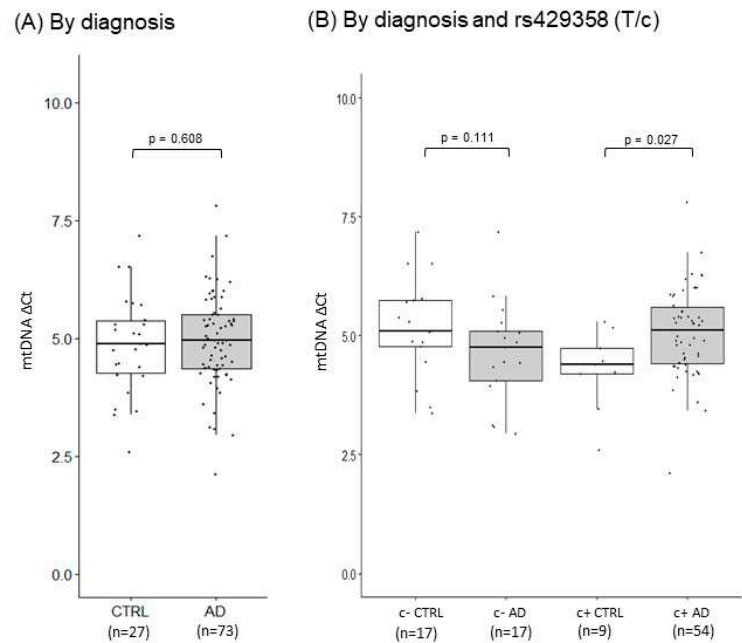 (A) By diagnosis
(B) By diagnosis and rs429358 (T/c)
mtDNA ΔCt
10.0
7.5
5.0
2.5
0.0
p = 0.608
CTRL
(n=27)
AD
(n=73)
mtDNA ΔCt
10.0
7.5
5.0
2.5
0.0
p = 0.111
p = 0.027
c- CTRL
(n=17)
c- AD
(n=17)
c+ CTRL
(n=9)
c+ AD
(n=54)